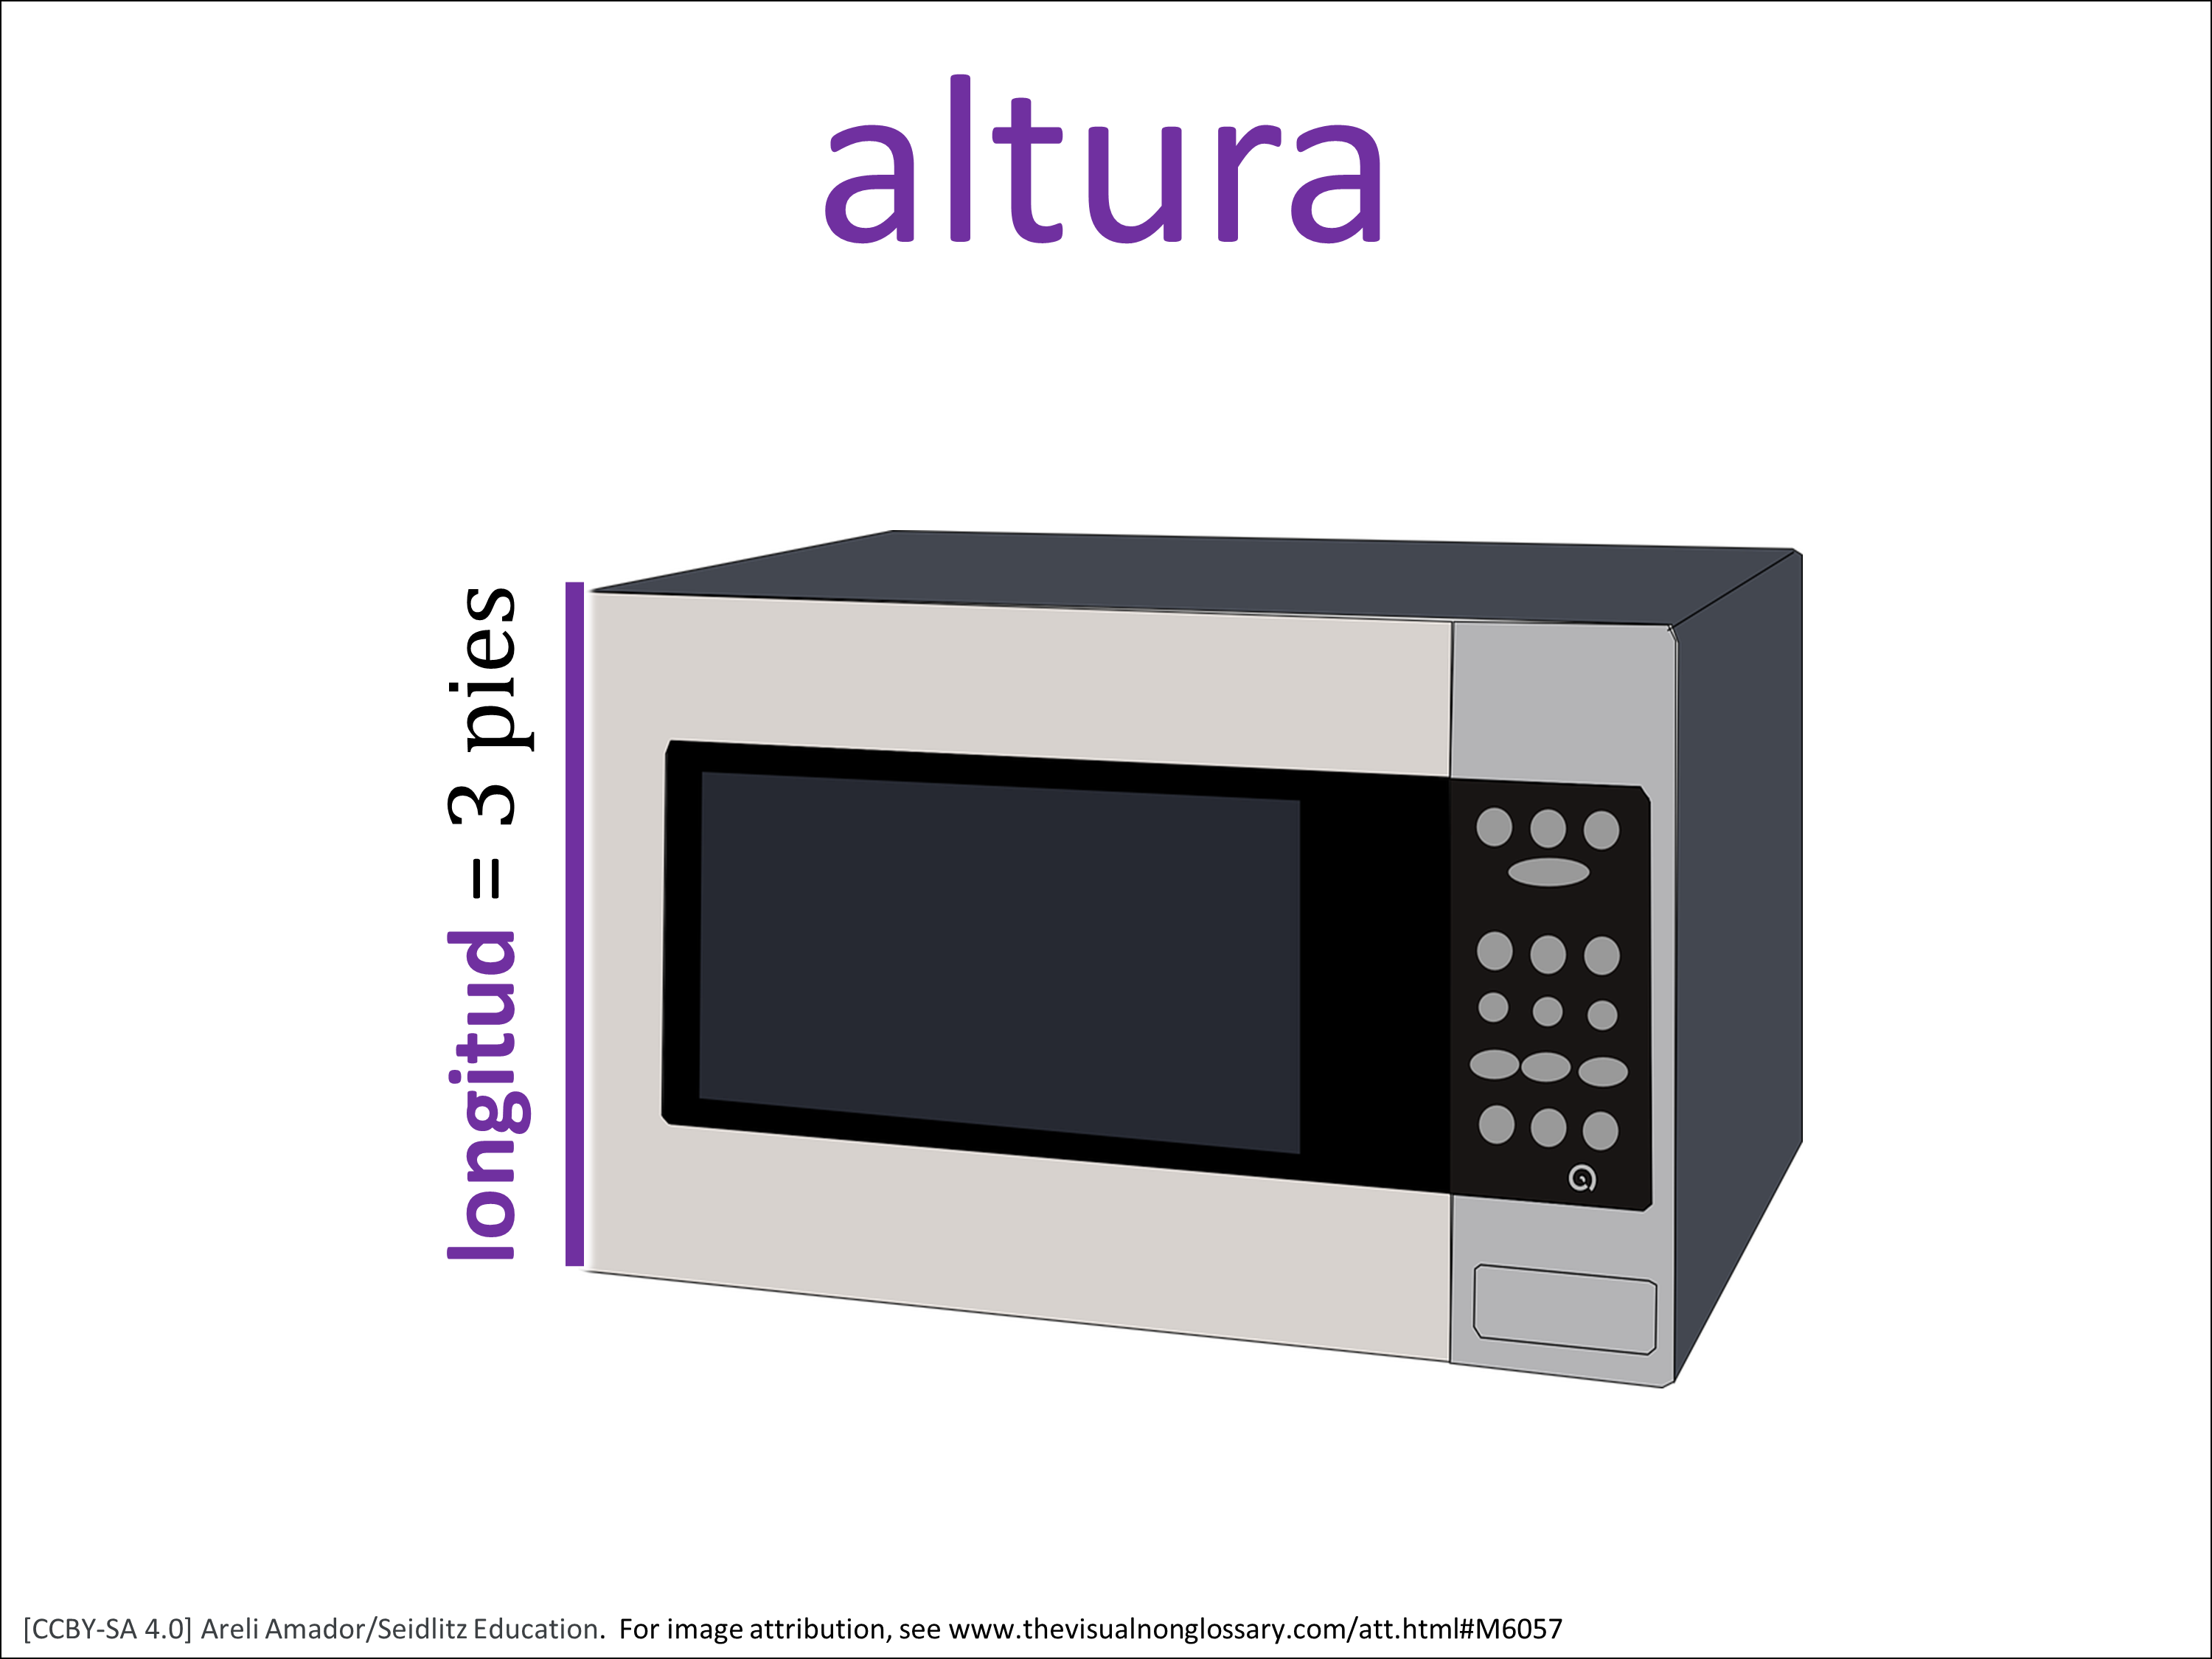 altura
longitud = 3 pies
[CCBY-SA 4.0] Areli Amador/Seidlitz Education.  For image attribution, see www.thevisualnonglossary.com/att.html#M6057